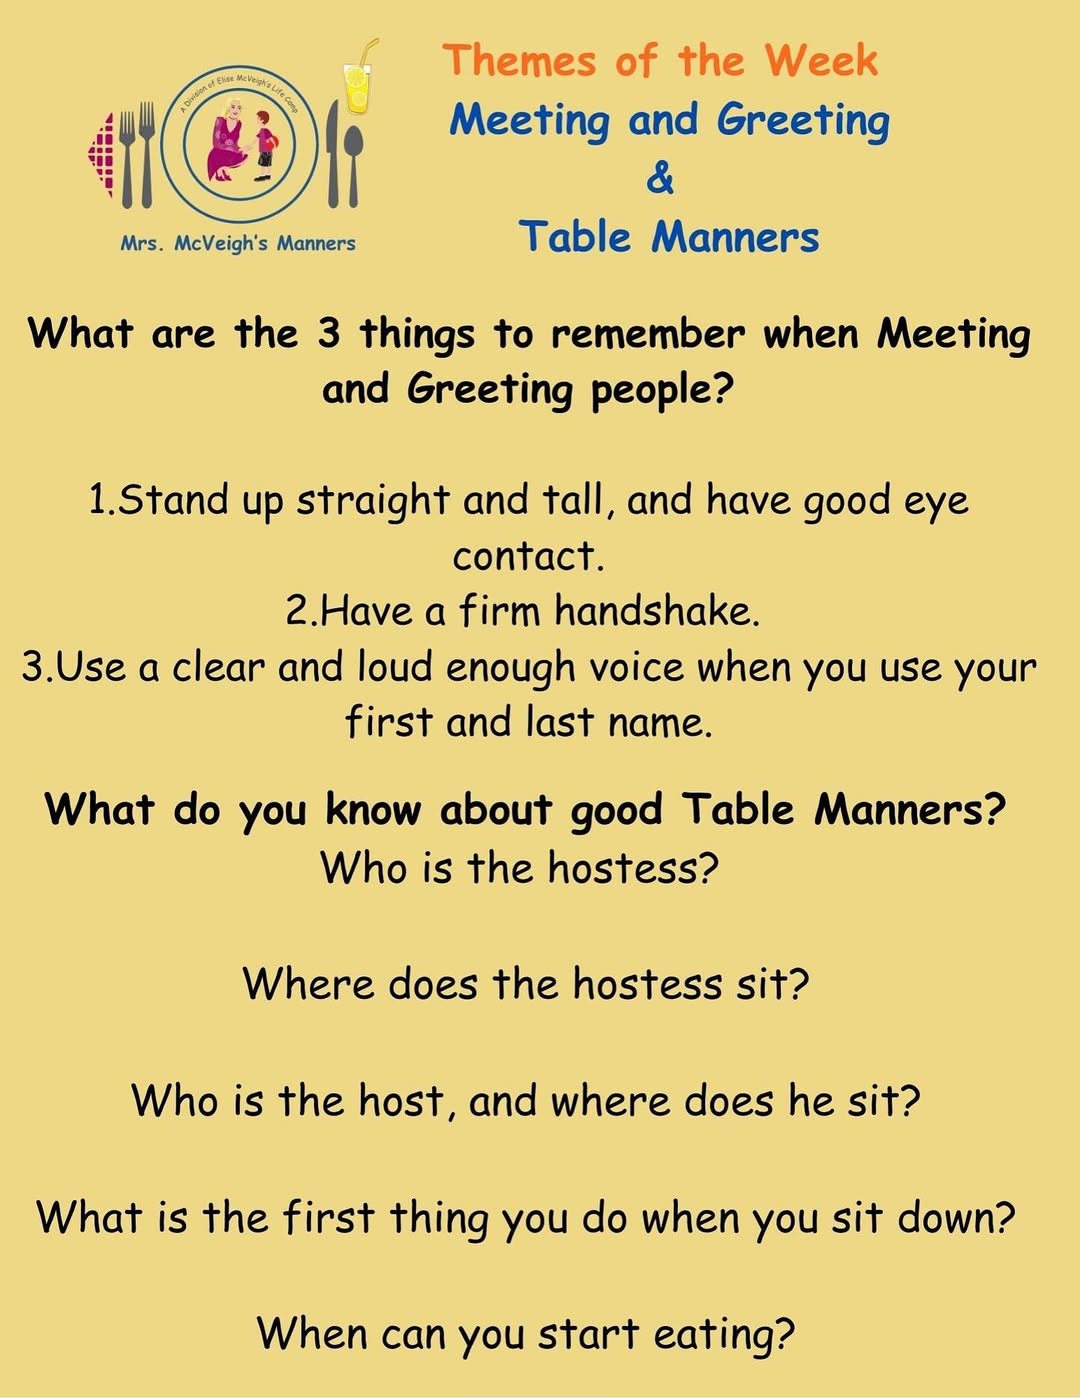 A Division of Elise McVeigh's Life Camp
Mrs. McVeigh's Manners
Themes of the Week
Meeting and Greeting
&
Table Manners
What are the 3 things to remember when Meeting
and Greeting people?
1.Stand up straight and tall, and have good eye
contact.
2.Have a firm handshake.
3.Use a clear and loud enough voice when you use your
first and last name.
What do you know about good Table Manners?
Who is the hostess?
Where does the hostess sit?
Who is the host, and where does he sit?
What is the first thing you do when you sit down?
When can you start eating?